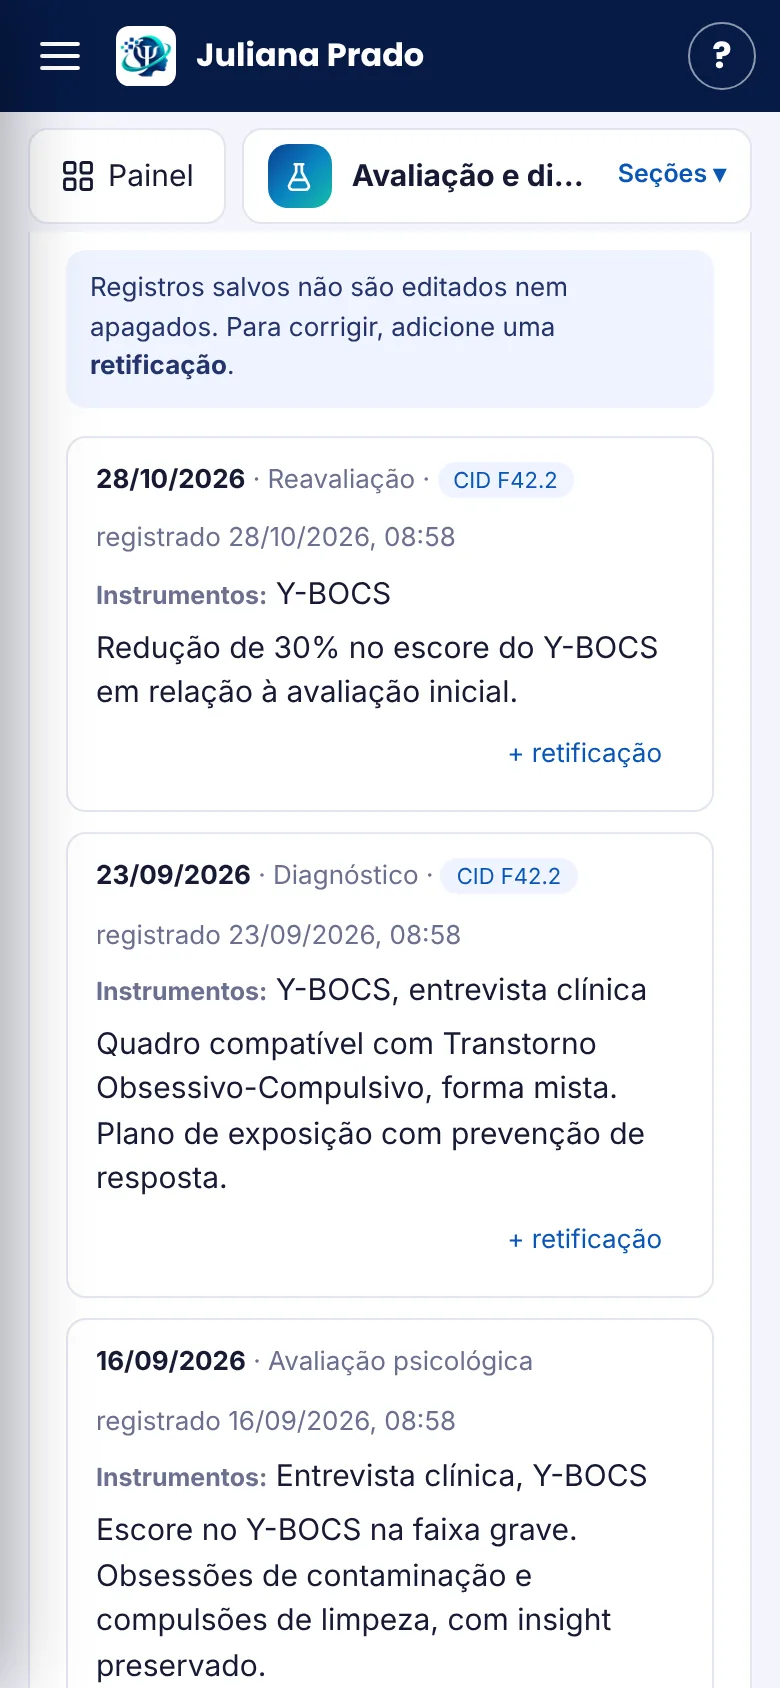 Juliana Prado
?
Painel
Avaliação e di...
Seções ▾
Registros salvos não são editados nem
apagados. Para corrigir, adicione uma
retificação.
28/10/2026 · Reavaliação · CID F42.2
registrado 28/10/2026, 08:58
Instrumentos: Y-BOCS
Redução de 30% no escore do Y-BOCS
em relação à avaliação inicial.
+ retificação
23/09/2026 · Diagnóstico · CID F42.2
registrado 23/09/2026, 08:58
Instrumentos: Y-BOCS, entrevista clínica
Quadro compatível com Transtorno
Obsessivo-Compulsivo, forma mista.
Plano de exposição com prevenção de
resposta.
+ retificação
16/09/2026 · Avaliação psicológica
registrado 16/09/2026, 08:58
Instrumentos: Entrevista clínica, Y-BOCS
Escore no Y-BOCS na faixa grave.
Obsessões de contaminação e
compulsões de limpeza, com insight
preservado.